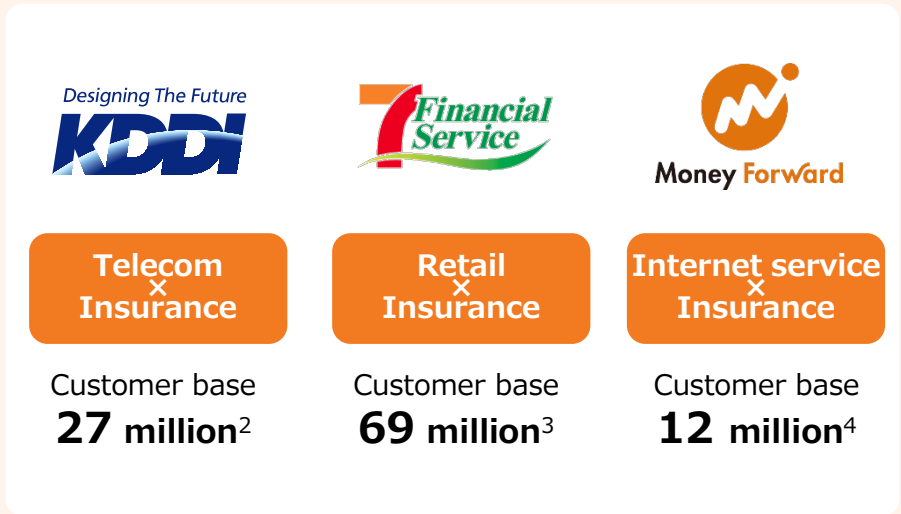 Designing The Future
KDDI
7 Financial
Service
Money Forward
Telecom
×
Insurance
Retail
×
Insurance
Internet service
×
Insurance
Customer base
27 million2
Customer base
69 million3
Customer base
12 million4